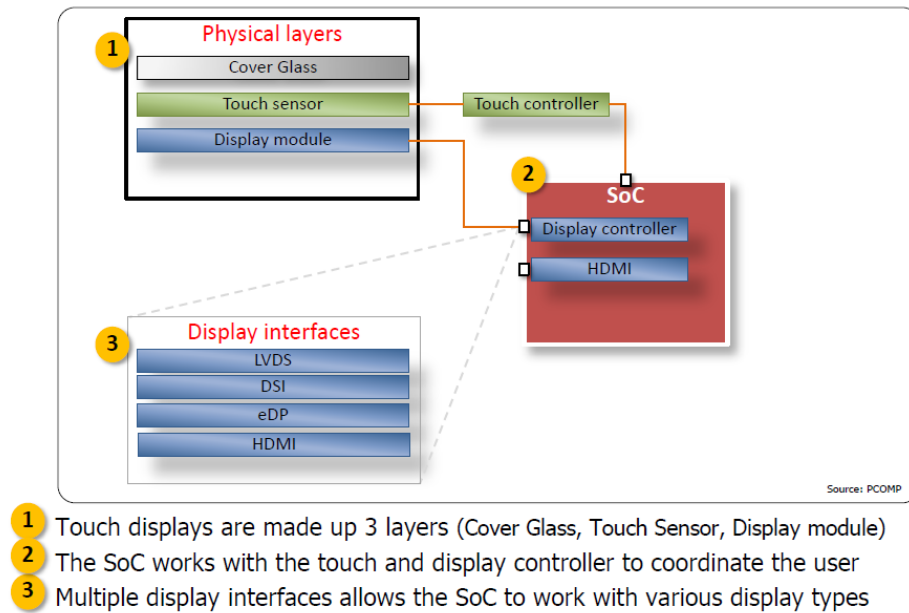 Physical layers
1
Cover Glass
Touch sensor
Touch controller
Display module
2
SoC
Display controller
HDMI
Display interfaces
3
LVDS
DSI
eDP
HDMI
Source: PCOMP
1 Touch displays are made up 3 layers (Cover Glass, Touch Sensor, Display module)
2 The SoC works with the touch and display controller to coordinate the user
3 Multiple display interfaces allows the SoC to work with various display types